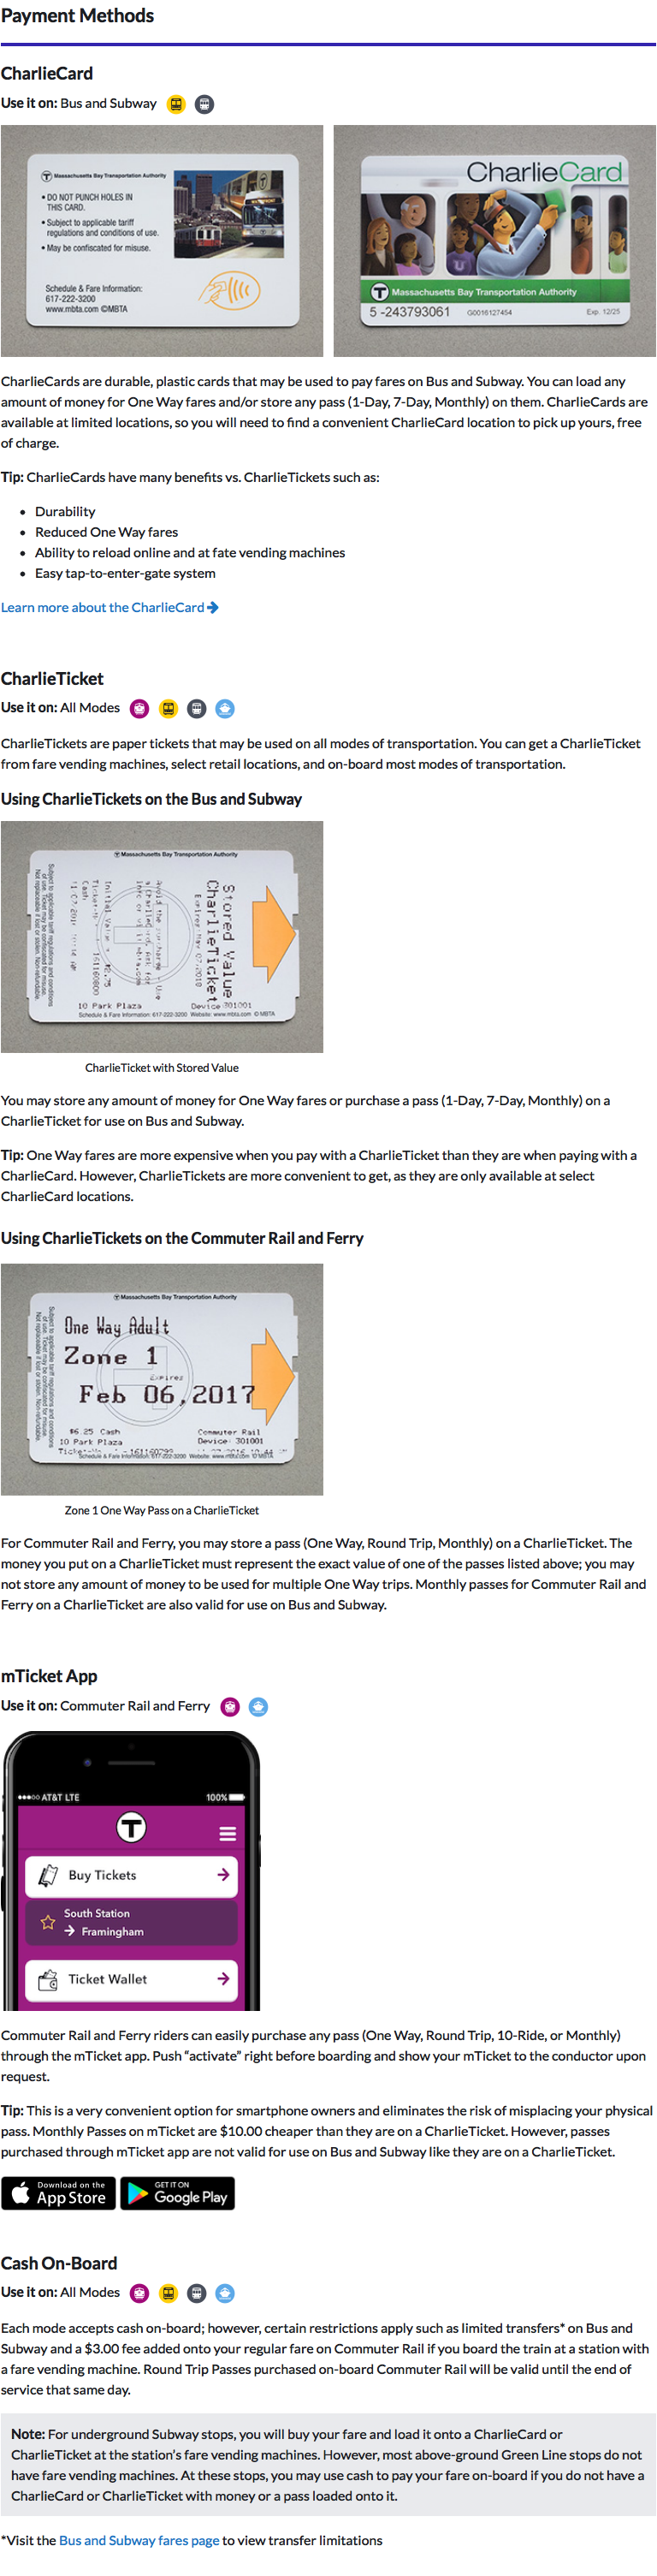 Payment Methods
CharlieCard
Use it on: Bus and Subway
Massachusetts Bay Transportation Authority
• DO NOT PUNCH HOLES IN
THIS CARD.
• Subject to applicable tariff
regulations and conditions of use.
• May be confiscated for misuse.
Schedule & Fare Information:
617-222-3200
www.mbta.com ©MBTA
CharlieCard
T Massachusetts Bay Transportation Authority
5 -243793061 G0016127454 Exp. 12/25
CharlieCards are durable, plastic cards that may be used to pay fares on Bus and Subway. You can load any
amount of money for One Way fares and/or store any pass (1-Day, 7-Day, Monthly) on them. CharlieCards are
available at limited locations, so you will need to find a convenient CharlieCard location to pick up yours, free
of charge.
Tip: CharlieCards have many benefits vs. CharlieTickets such as:
• Durability
• Reduced One Way fares
• Ability to reload online and at fate vending machines
• Easy tap-to-enter-gate system
Learn more about the CharlieCard
CharlieTicket
Use it on: All Modes
CharlieTickets are paper tickets that may be used on all modes of transportation. You can get a CharlieTicket
from fare vending machines, select retail locations, and on-board most modes of transportation.
Using CharlieTickets on the Bus and Subway
Massachusetts Bay Transportation Authority
Stored Value
CharlieTicket
Subject to applicable tariff regulations and conditions
of use. Ticket may be confiscated for misuse.
Not replaceable if lost or stolen. Non-refundable.
10 Park Plaza Device 301001
Schedule & Fare Information: 617-222-3200 Website: www.mbta.com © MBTA
CharlieTicket with Stored Value
You may store any amount of money for One Way fares or purchase a pass (1-Day, 7-Day, Monthly) on a
CharlieTicket for use on Bus and Subway.
Tip: One Way fares are more expensive when you pay with a CharlieTicket than they are when paying with a
CharlieCard. However, CharlieTickets are more convenient to get, as they are only available at select
CharlieCard locations.
Using CharlieTickets on the Commuter Rail and Ferry
Massachusetts Bay Transportation Authority
Subject to applicable tariff regulations and conditions
of use. Ticket may be confiscated for misuse.
Not replaceable if lost or stolen. Non-refundable.
One Way Adult
Zone 1
Expires
Feb 06,2017
$6.25 Cash Commuter Rail
10 Park Plaza Device: 301001
Schedule & Fare Information: 617-222-3200 Website: www.mbta.com © MBTA
Zone 1 One Way Pass on a CharlieTicket
For Commuter Rail and Ferry, you may store a pass (One Way, Round Trip, Monthly) on a CharlieTicket. The
money you put on a CharlieTicket must represent the exact value of one of the passes listed above; you may
not store any amount of money to be used for multiple One Way trips. Monthly passes for Commuter Rail and
Ferry on a CharlieTicket are also valid for use on Bus and Subway.
mTicket App
Use it on: Commuter Rail and Ferry
AT&T LTE 100%
T
Buy Tickets
South Station
→ Framingham
Ticket Wallet
Commuter Rail and Ferry riders can easily purchase any pass (One Way, Round Trip, 10-Ride, or Monthly)
through the mTicket app. Push “activate” right before boarding and show your mTicket to the conductor upon
request.
Tip: This is a very convenient option for smartphone owners and eliminates the risk of misplacing your physical
pass. Monthly Passes on mTicket are $10.00 cheaper than they are on a CharlieTicket. However, passes
purchased through mTicket app are not valid for use on Bus and Subway like they are on a CharlieTicket.
Download on the App Store
GET IT ON Google Play
Cash On-Board
Use it on: All Modes
Each mode accepts cash on-board; however, certain restrictions apply such as limited transfers* on Bus and
Subway and a $3.00 fee added onto your regular fare on Commuter Rail if you board the train at a station with
a fare vending machine. Round Trip Passes purchased on-board Commuter Rail will be valid until the end of
service that same day.
Note: For underground Subway stops, you will buy your fare and load it onto a CharlieCard or
CharlieTicket at the station’s fare vending machines. However, most above-ground Green Line stops do not
have fare vending machines. At these stops, you may use cash to pay your fare on-board if you do not have a
CharlieCard or CharlieTicket with money or a pass loaded onto it.
*Visit the Bus and Subway fares page to view transfer limitations